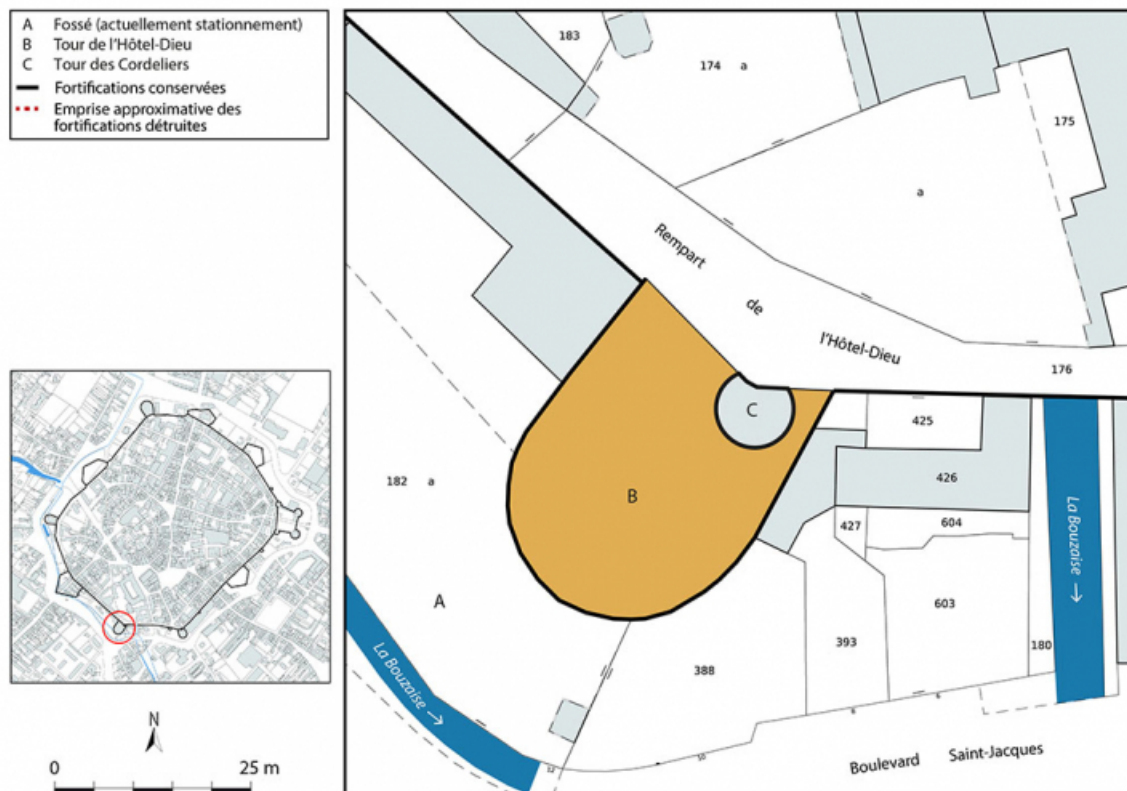 A Fossé (actuellement stationnement)
B Tour de l'Hôtel-Dieu
C Tour des Cordeliers
Fortifications conservées
Emprise approximative des
fortifications détruites
183
174 a
175
a
Rempart
de
l'Hôtel-Dieu
176
C
425
426
182 a
B
427
604
La Bouzaise →
A
603
393
388
180
La Bouzaise →
Boulevard Saint-Jacques
N
0 25 m